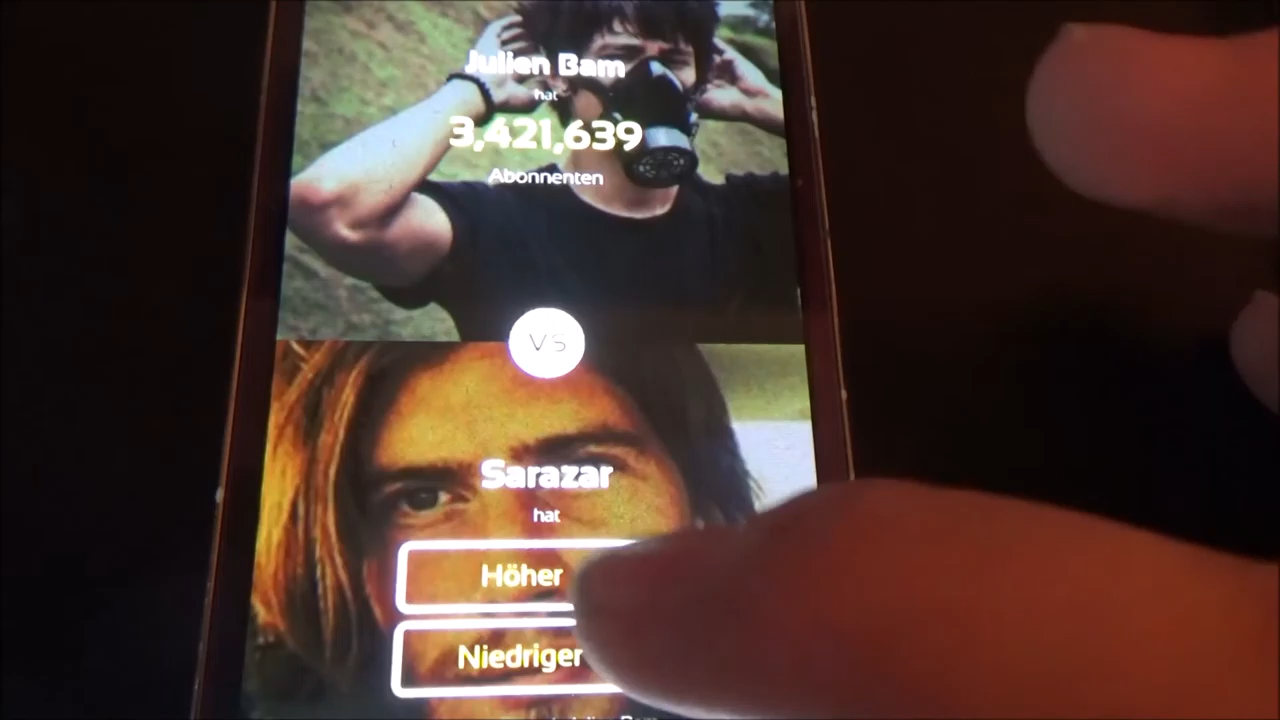 Julien Bam
hat
3,421,639
Abonnenten
VS
Sarazar
hat
Höher
Niedriger